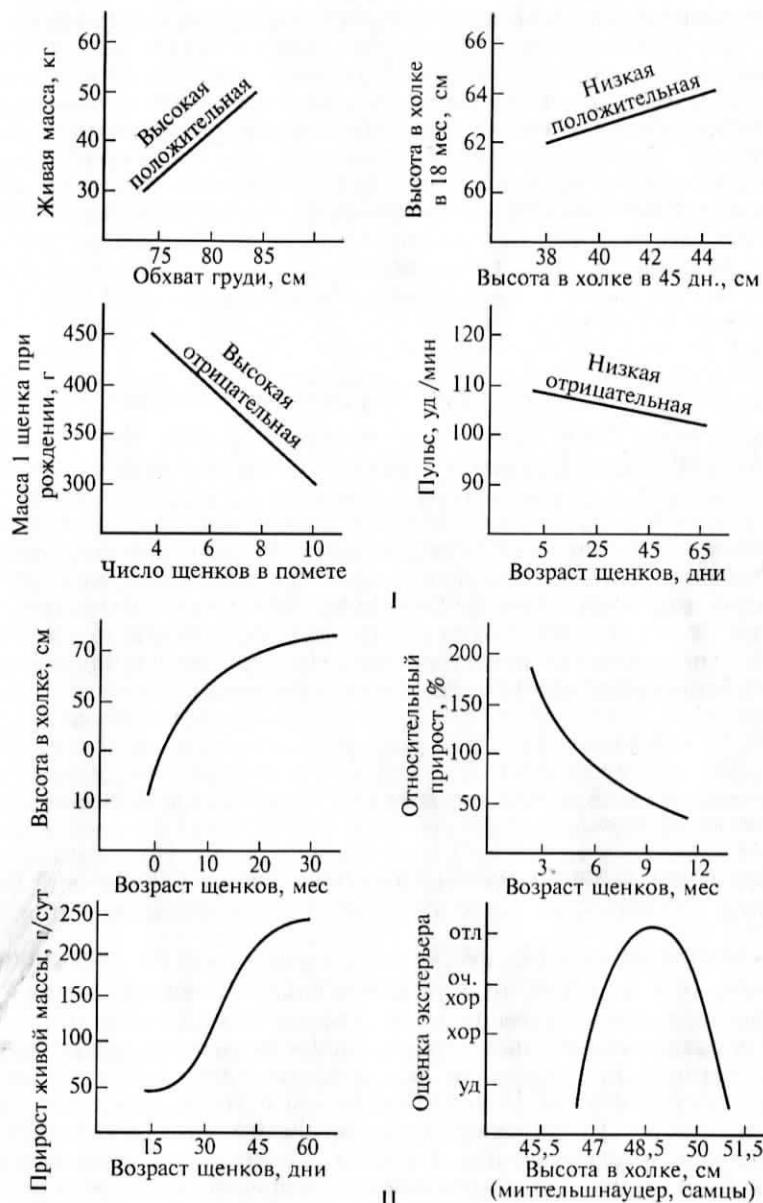 Живая масса, кг
60
50
40
30
Высокая
положительная
75 80 85
Обхват груди, см
Высота в холке
в 18 мес, см
66
64
62
60
Низкая
положительная
38 40 42 44
Высота в холке в 45 дн., см
Масса 1 щенка при
рождении, г
450
400
350
300
Высокая
отрицательная
4 6 8 10
Число щенков в помете
Пульс, уд/мин
120
110
100
90
Низкая
отрицательная
5 25 45 65
Возраст щенков, дни
I
Высота в холке, см
70
50
0
10
0 10 20 30
Возраст щенков, мес
Относительный
прирост, %
200
150
100
50
3 6 9 12
Возраст щенков, мес
Прирост живой массы, г/сут
250
200
150
100
50
15 30 45 60
Возраст щенков, дни
Оценка экстерьера
отл
оч.
хор
хор
уд
45,5 47 48,5 50 51,5
Высота в холке, см
(миттельшнауцер, самцы)
II